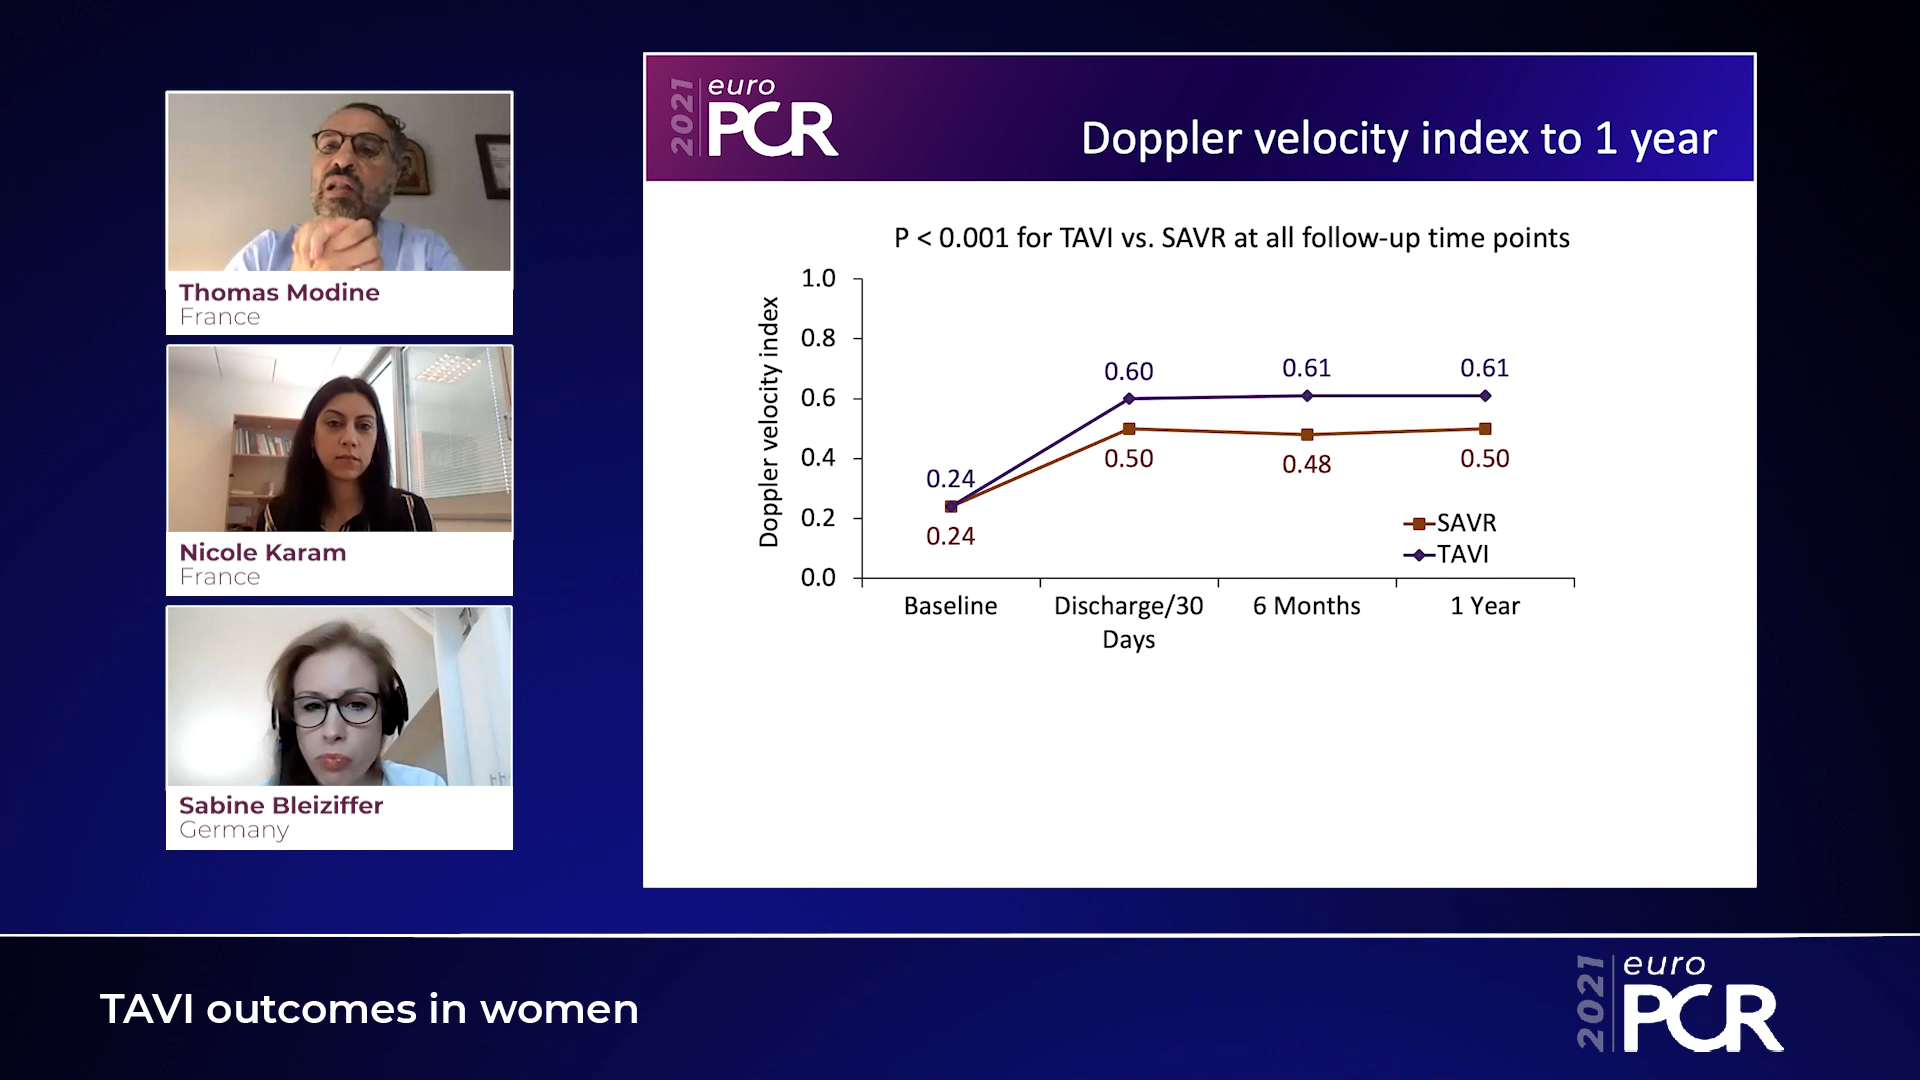 Thomas Modine
France
Nicole Karam
France
Sabine Bleiziffer
Germany
2021
euro
PCR
Doppler velocity index to 1 year
P < 0.001 for TAVI vs. SAVR at all follow-up time points
Doppler velocity index
1.0
0.8
0.6
0.4
0.2
0.0
0.24
0.60
0.61
0.61
0.24
0.50
0.48
0.50
SAVR
TAVI
Baseline
Discharge/30
Days
6 Months
1 Year
TAVI outcomes in women
2021
euro
PCR